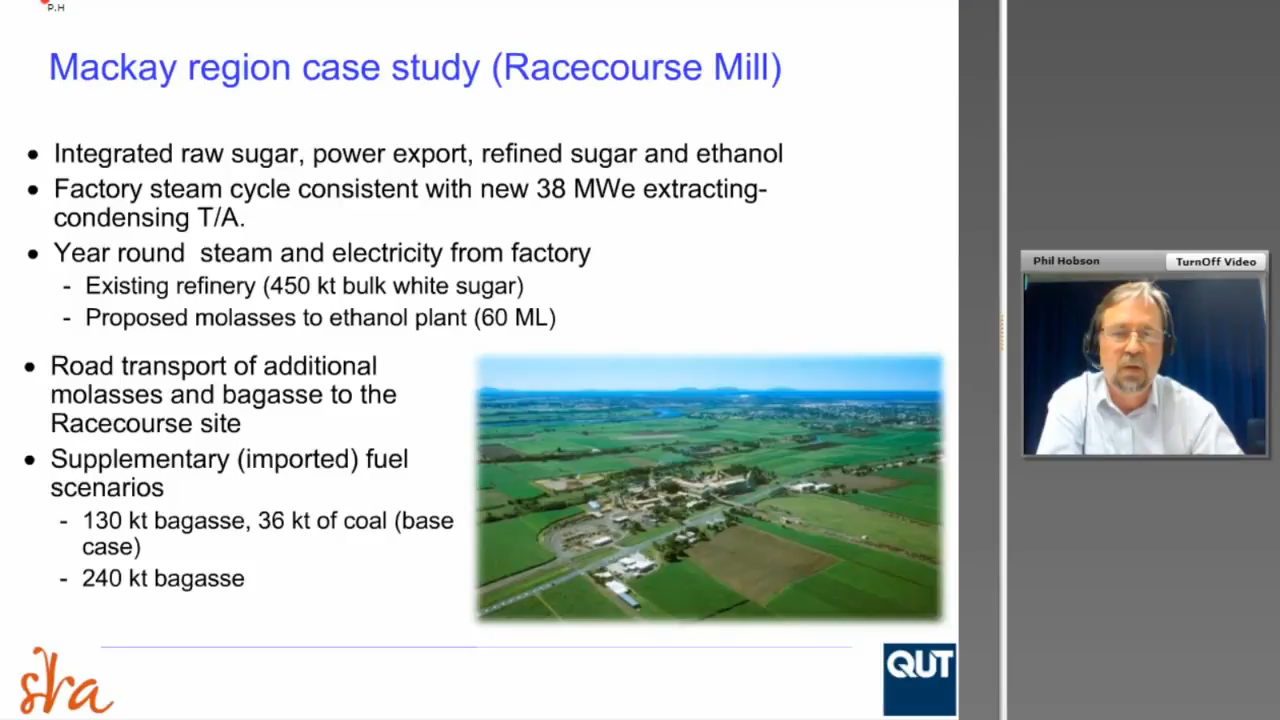 P.H
Mackay region case study (Racecourse Mill)
• Integrated raw sugar, power export, refined sugar and ethanol
• Factory steam cycle consistent with new 38 MWe extracting-
condensing T/A.
• Year round steam and electricity from factory
- Existing refinery (450 kt bulk white sugar)
- Proposed molasses to ethanol plant (60 ML)
• Road transport of additional
molasses and bagasse to the
Racecourse site
• Supplementary (imported) fuel
scenarios
- 130 kt bagasse, 36 kt of coal (base
case)
- 240 kt bagasse
sra
QUT
Phil Hobson
TurnOff Video